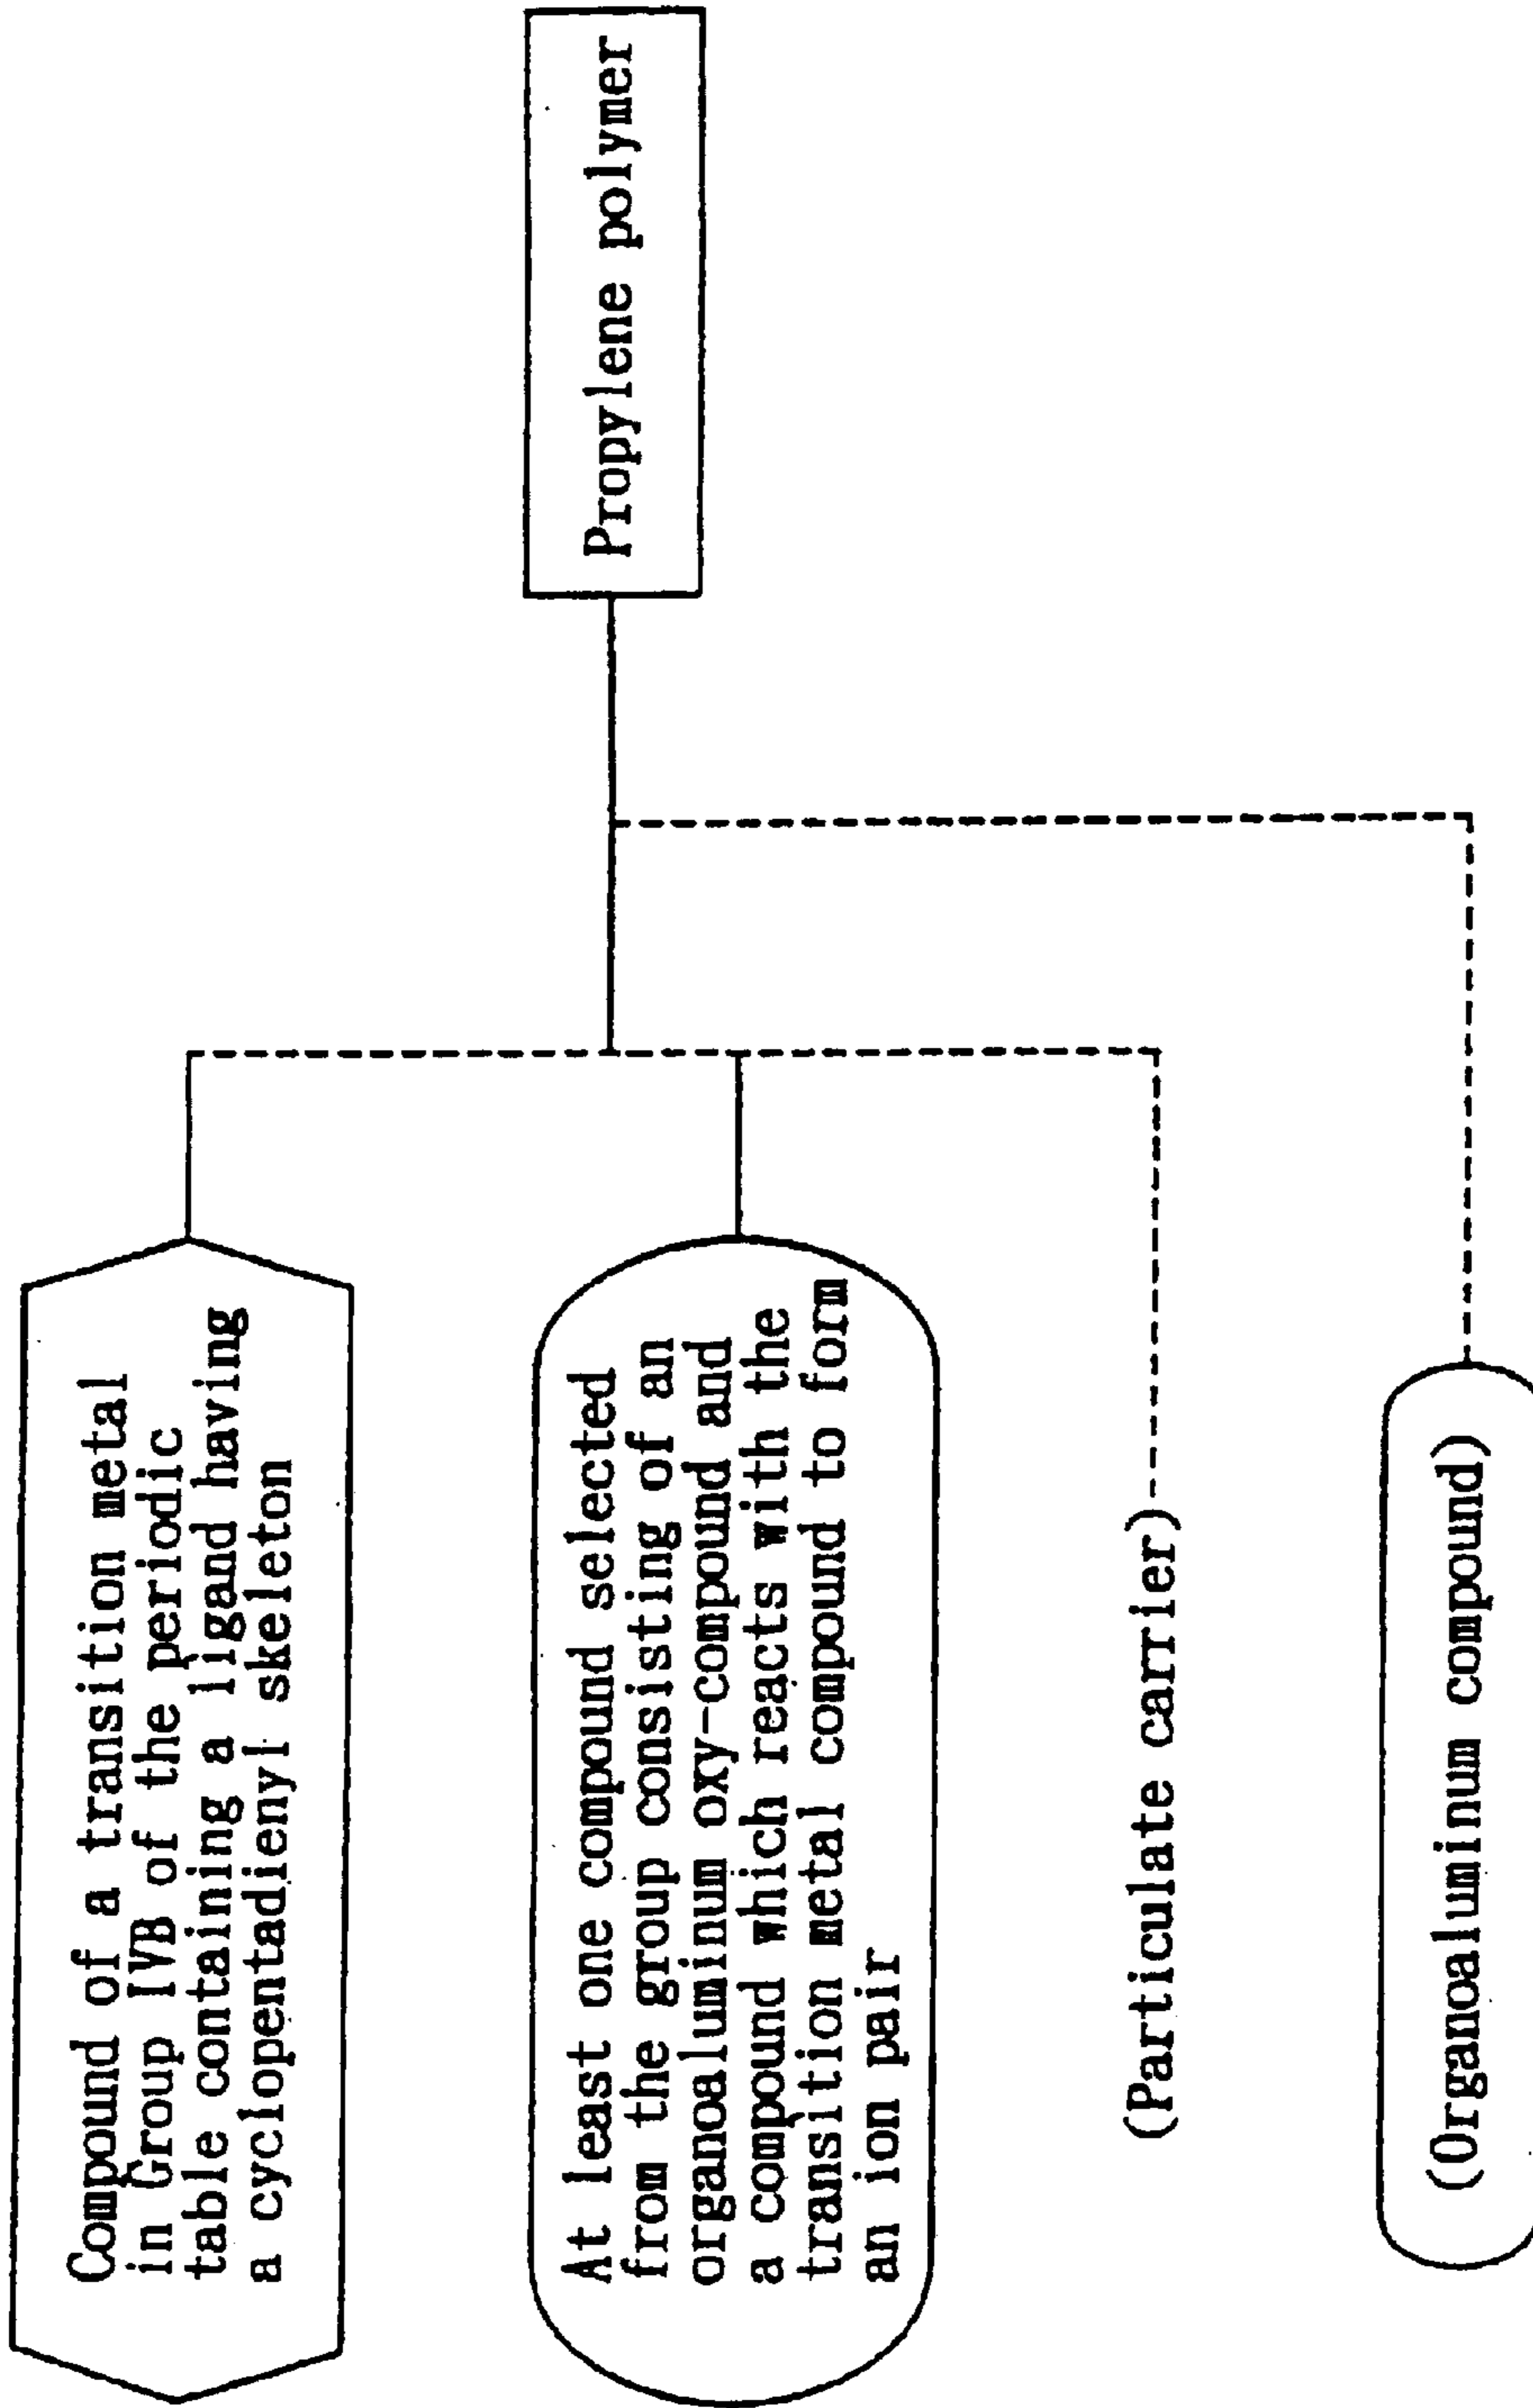 Compound of a transition metal
in Group IVB of the periodic
table containing a ligand having
a cyclopentadienyl skeleton
At least one compound selected
from the group consisting of an
organoaluminum oxy-compound and
a compound which reacts with the
transition metal compound to form
an ion pair
(Particulate carrier)
(Organoaluminum compound)
Propylene polymer